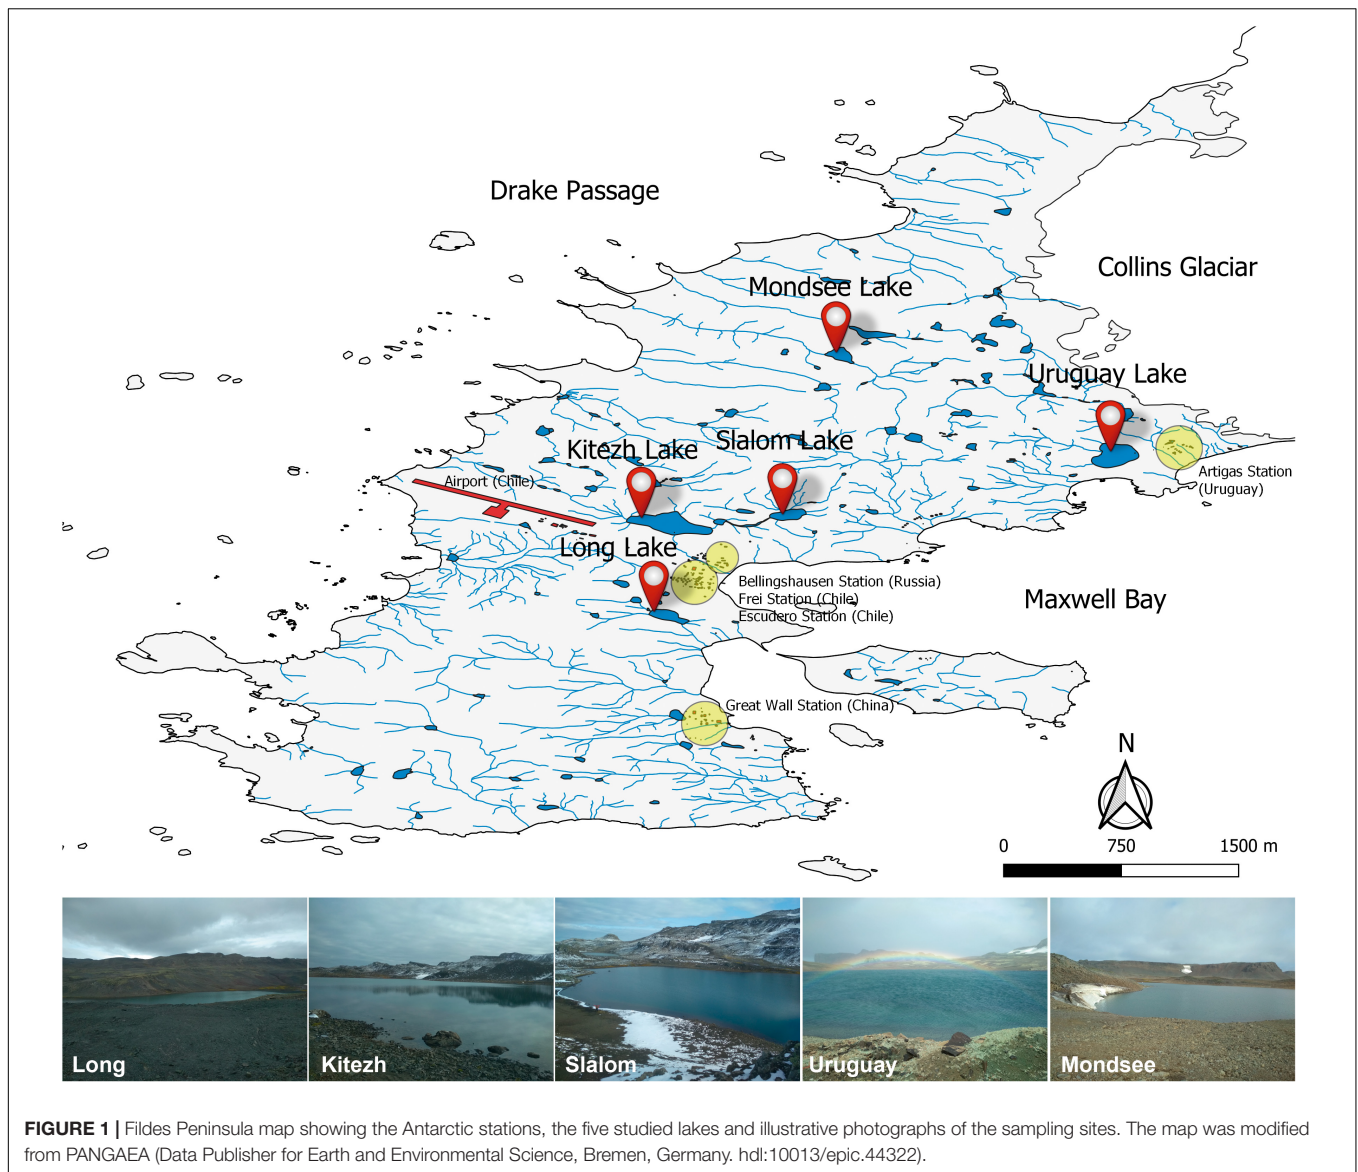 Drake Passage
Collins Glaciar
Mondsee Lake
Uruguay Lake
Slalom Lake
Kitezh Lake
Artigas Station
(Uruguay)
Airport (Chile)
Long Lake
Bellingshausen Station (Russia)
Frei Station (Chile)
Escudero Station (Chile)
Maxwell Bay
Great Wall Station (China)
N
0 750 1500 m
Long
Kitezh
Slalom
Uruguay
Mondsee
FIGURE 1 | Fildes Peninsula map showing the Antarctic stations, the five studied lakes and illustrative photographs of the sampling sites. The map was modified
from PANGAEA (Data Publisher for Earth and Environmental Science, Bremen, Germany. hdl:10013/epic.44322).